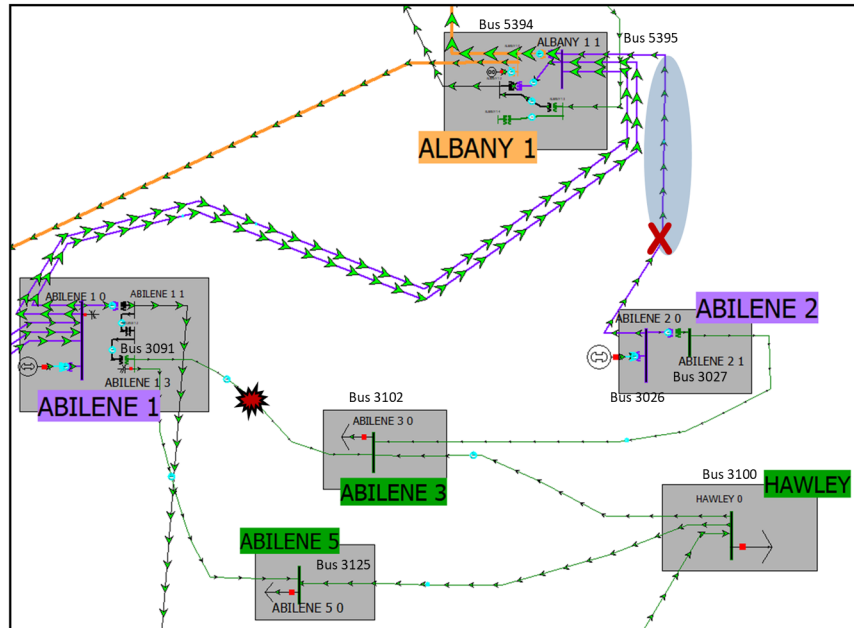 Bus 5394
ALBANY 1 1
Bus 5395
ALBANY 1
ABILENE 1 0
ABILENE 1 1
Bus 3091
ABILENE 1 3
ABILENE 1
ABILENE 2
ABILENE 2 0
ABILENE 2 1
Bus 3027
Bus 3026
Bus 3102
ABILENE 3 0
ABILENE 3
Bus 3100
HAWLEY
HAWLEY 0
ABILENE 5
Bus 3125
ABILENE 5 0